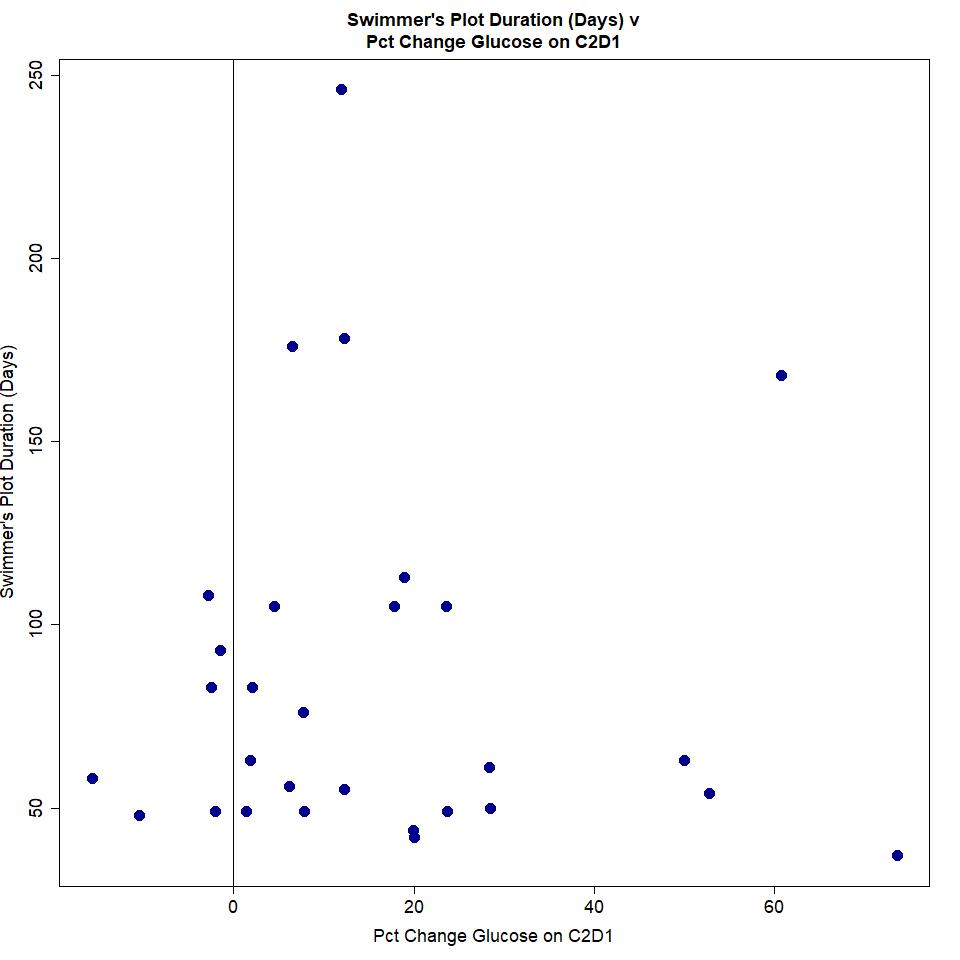 Swimmer's Plot Duration (Days) v
Pct Change Glucose on C2D1
250
200
150
100
50
Swimmer's Plot Duration (Days)
0 20 40 60
Pct Change Glucose on C2D1